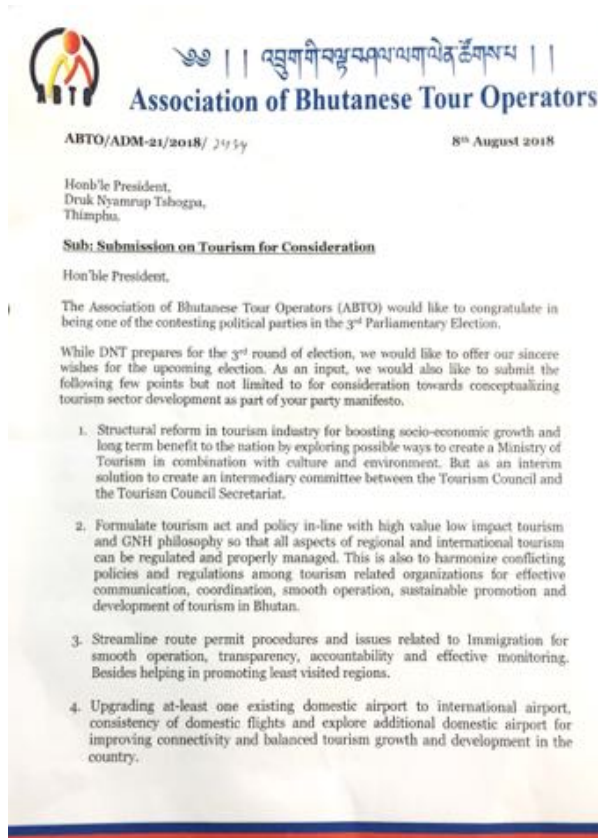 ༄༅། ། འབྲུག་གི་བལྟ་བཤལ་ལག་ལེན་ཚོགས་པ། །
ABTO
Association of Bhutanese Tour Operators
ABTO/ADM-21/2018/ 2434 8th August 2018
Honb'le President,
Druk Nyamrup Tshogpa,
Thimphu.
Sub: Submission on Tourism for Consideration
Hon'ble President,
The Association of Bhutanese Tour Operators (ABTO) would like to congratulate in
being one of the contesting political parties in the 3rd Parliamentary Election.
While DNT prepares for the 3rd round of election, we would like to offer our sincere
wishes for the upcoming election. As an input, we would also like to submit the
following few points but not limited to for consideration towards conceptualizing
tourism sector development as part of your party manifesto.
1. Structural reform in tourism industry for boosting socio-economic growth and
long term benefit to the nation by exploring possible ways to create a Ministry of
Tourism in combination with culture and environment. But as an interim
solution to create an intermediary committee between the Tourism Council and
the Tourism Council Secretariat.
2. Formulate tourism act and policy in-line with high value low impact tourism
and GNH philosophy so that all aspects of regional and international tourism
can be regulated and properly managed. This is also to harmonize conflicting
policies and regulations among tourism related organizations for effective
communication, coordination, smooth operation, sustainable promotion and
development of tourism in Bhutan.
3. Streamline route permit procedures and issues related to Immigration for
smooth operation, transparency, accountability and effective monitoring.
Besides helping in promoting least visited regions.
4. Upgrading at-least one existing domestic airport to international airport,
consistency of domestic flights and explore additional domestic airport for
improving connectivity and balanced tourism growth and development in the
country.